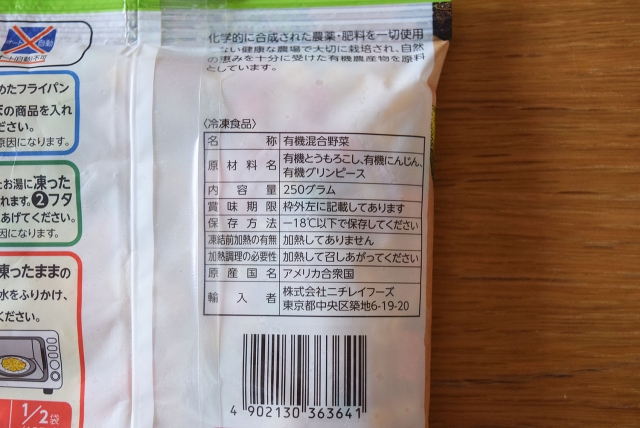 化学的に合成された農薬・肥料を一切使用
ない健康な農場で大切に栽培され、自然
の恵みを十分に受けた有機農産物を原料
としています。
オート 自動
めたフライパン
の商品を入れ
ださい。
原因になります。
お湯に凍った
れます。❷フタ
あげてください。
原因になります。
凍ったままの
水をふりかけ、
ください。
1/2袋
〈冷凍食品〉
名称 有機混合野菜
原材料名 有機とうもろこし、有機にんじん、
有機グリンピース
内容量 250グラム
賞味期限 枠外左に記載してあります
保存方法 −18℃以下で保存してください
凍結前加熱の有無 加熱してありません
加熱調理の必要性 加熱して召しあがってください
原産国名 アメリカ合衆国
輸入者 株式会社ニチレイフーズ
東京都中央区築地6-19-20
4 902130 363641